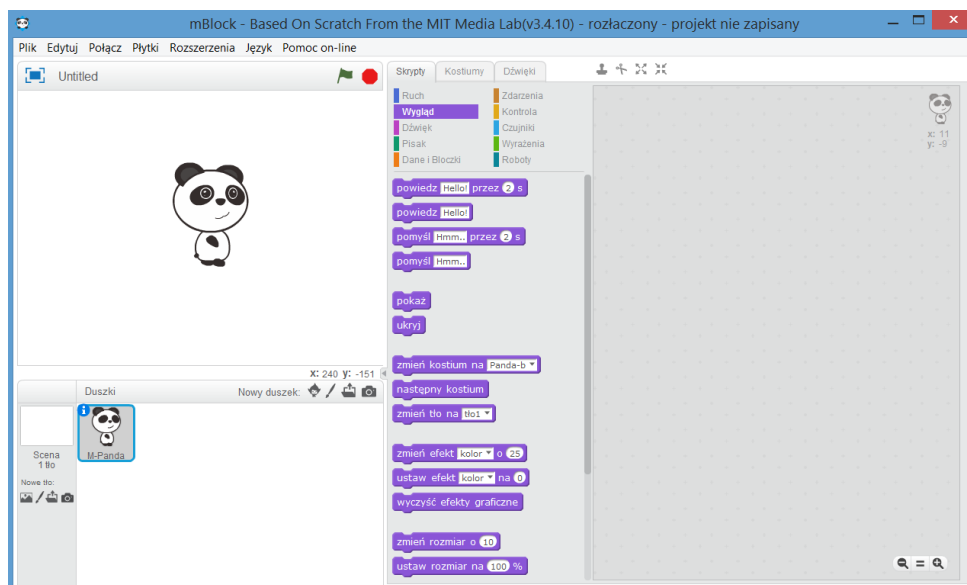 mBlock - Based On Scratch From the MIT Media Lab(v3.4.10) - rozłaczony - projekt nie zapisany
Plik Edytuj Połącz Płytki Rozszerzenia Język Pomoc on-line
Untitled
x: 240 y: -151
Duszki
Nowy duszek:
Scena
1 tło
Nowe tło:
M-Panda
Skrypty Kostiumy Dźwięki
Ruch Zdarzenia
Wygląd Kontrola
Dźwięk Czujniki
Pisak Wyrażenia
Dane i Bloczki Roboty
powiedz Hello! przez 2 s
powiedz Hello!
pomyśl Hmm.. przez 2 s
pomyśl Hmm..
pokaż
ukryj
zmień kostium na Panda-b
następny kostium
zmień tło na tło1
zmień efekt kolor o 25
ustaw efekt kolor na 0
wyczyść efekty graficzne
zmień rozmiar o 10
ustaw rozmiar na 100 %
x: 11
y: -9